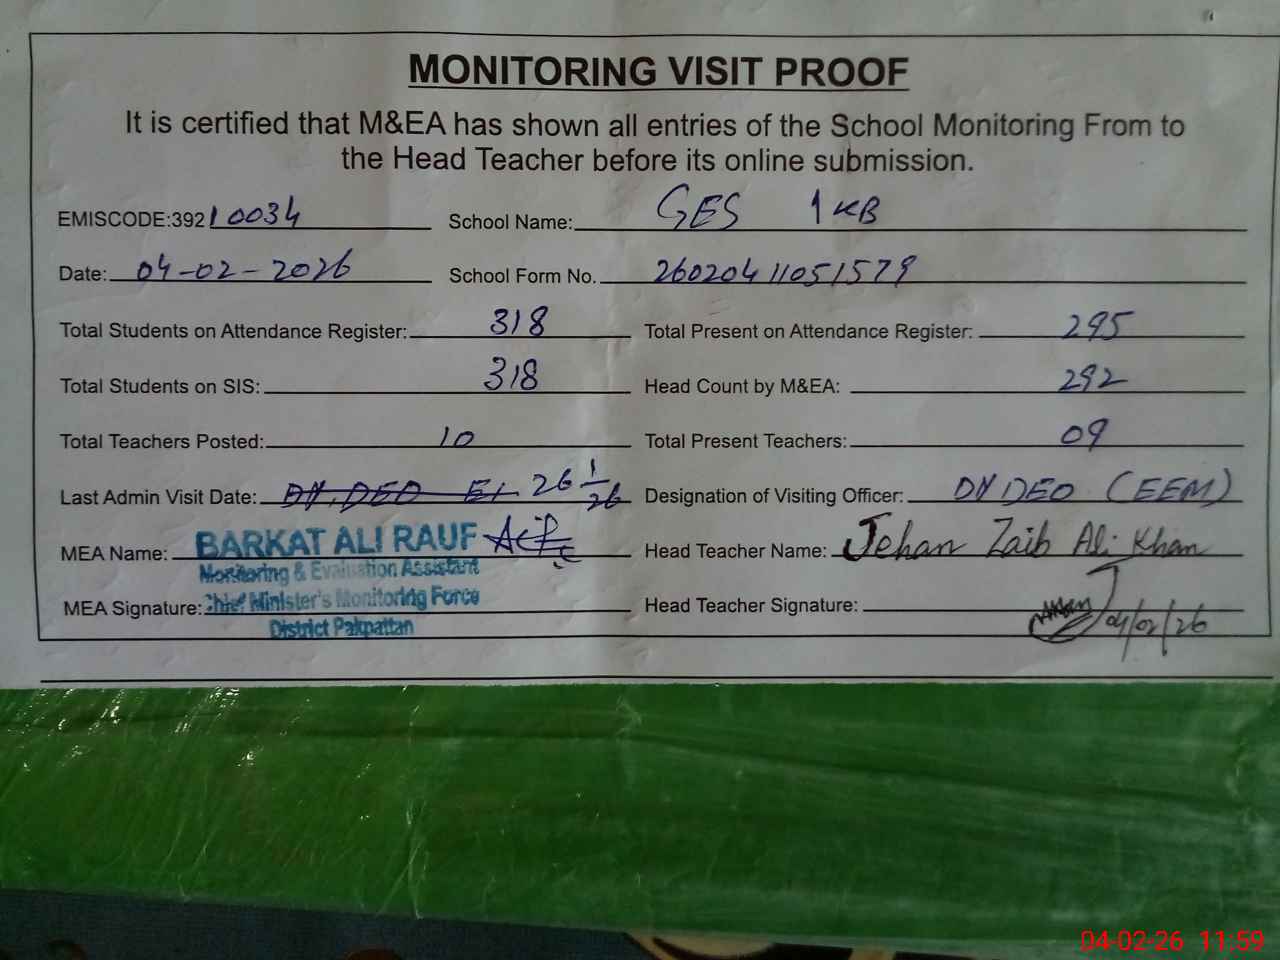 MONITORING VISIT PROOF
It is certified that M&EA has shown all entries of the School Monitoring From to
the Head Teacher before its online submission.
EMISCODE:39210034 School Name: GES 1 KB
Date: 04-02-2026 School Form No. 26020411051579
Total Students on Attendance Register: 318 Total Present on Attendance Register: 295
Total Students on SIS: 318 Head Count by M&EA: 292
Total Teachers Posted: 10 Total Present Teachers: 09
Last Admin Visit Date: DY.DEO 26 1/26 Designation of Visiting Officer: DY DEO (EEM)
MEA Name: BARKAT ALI RAUF Head Teacher Name: Jehan Zaib Ali Khan
Monitoring & Evaluation Assistant
MEA Signature: Chief Minister's Monitoring Force Head Teacher Signature: 04/02/26
District Pakpattan
04-02-26 11:59